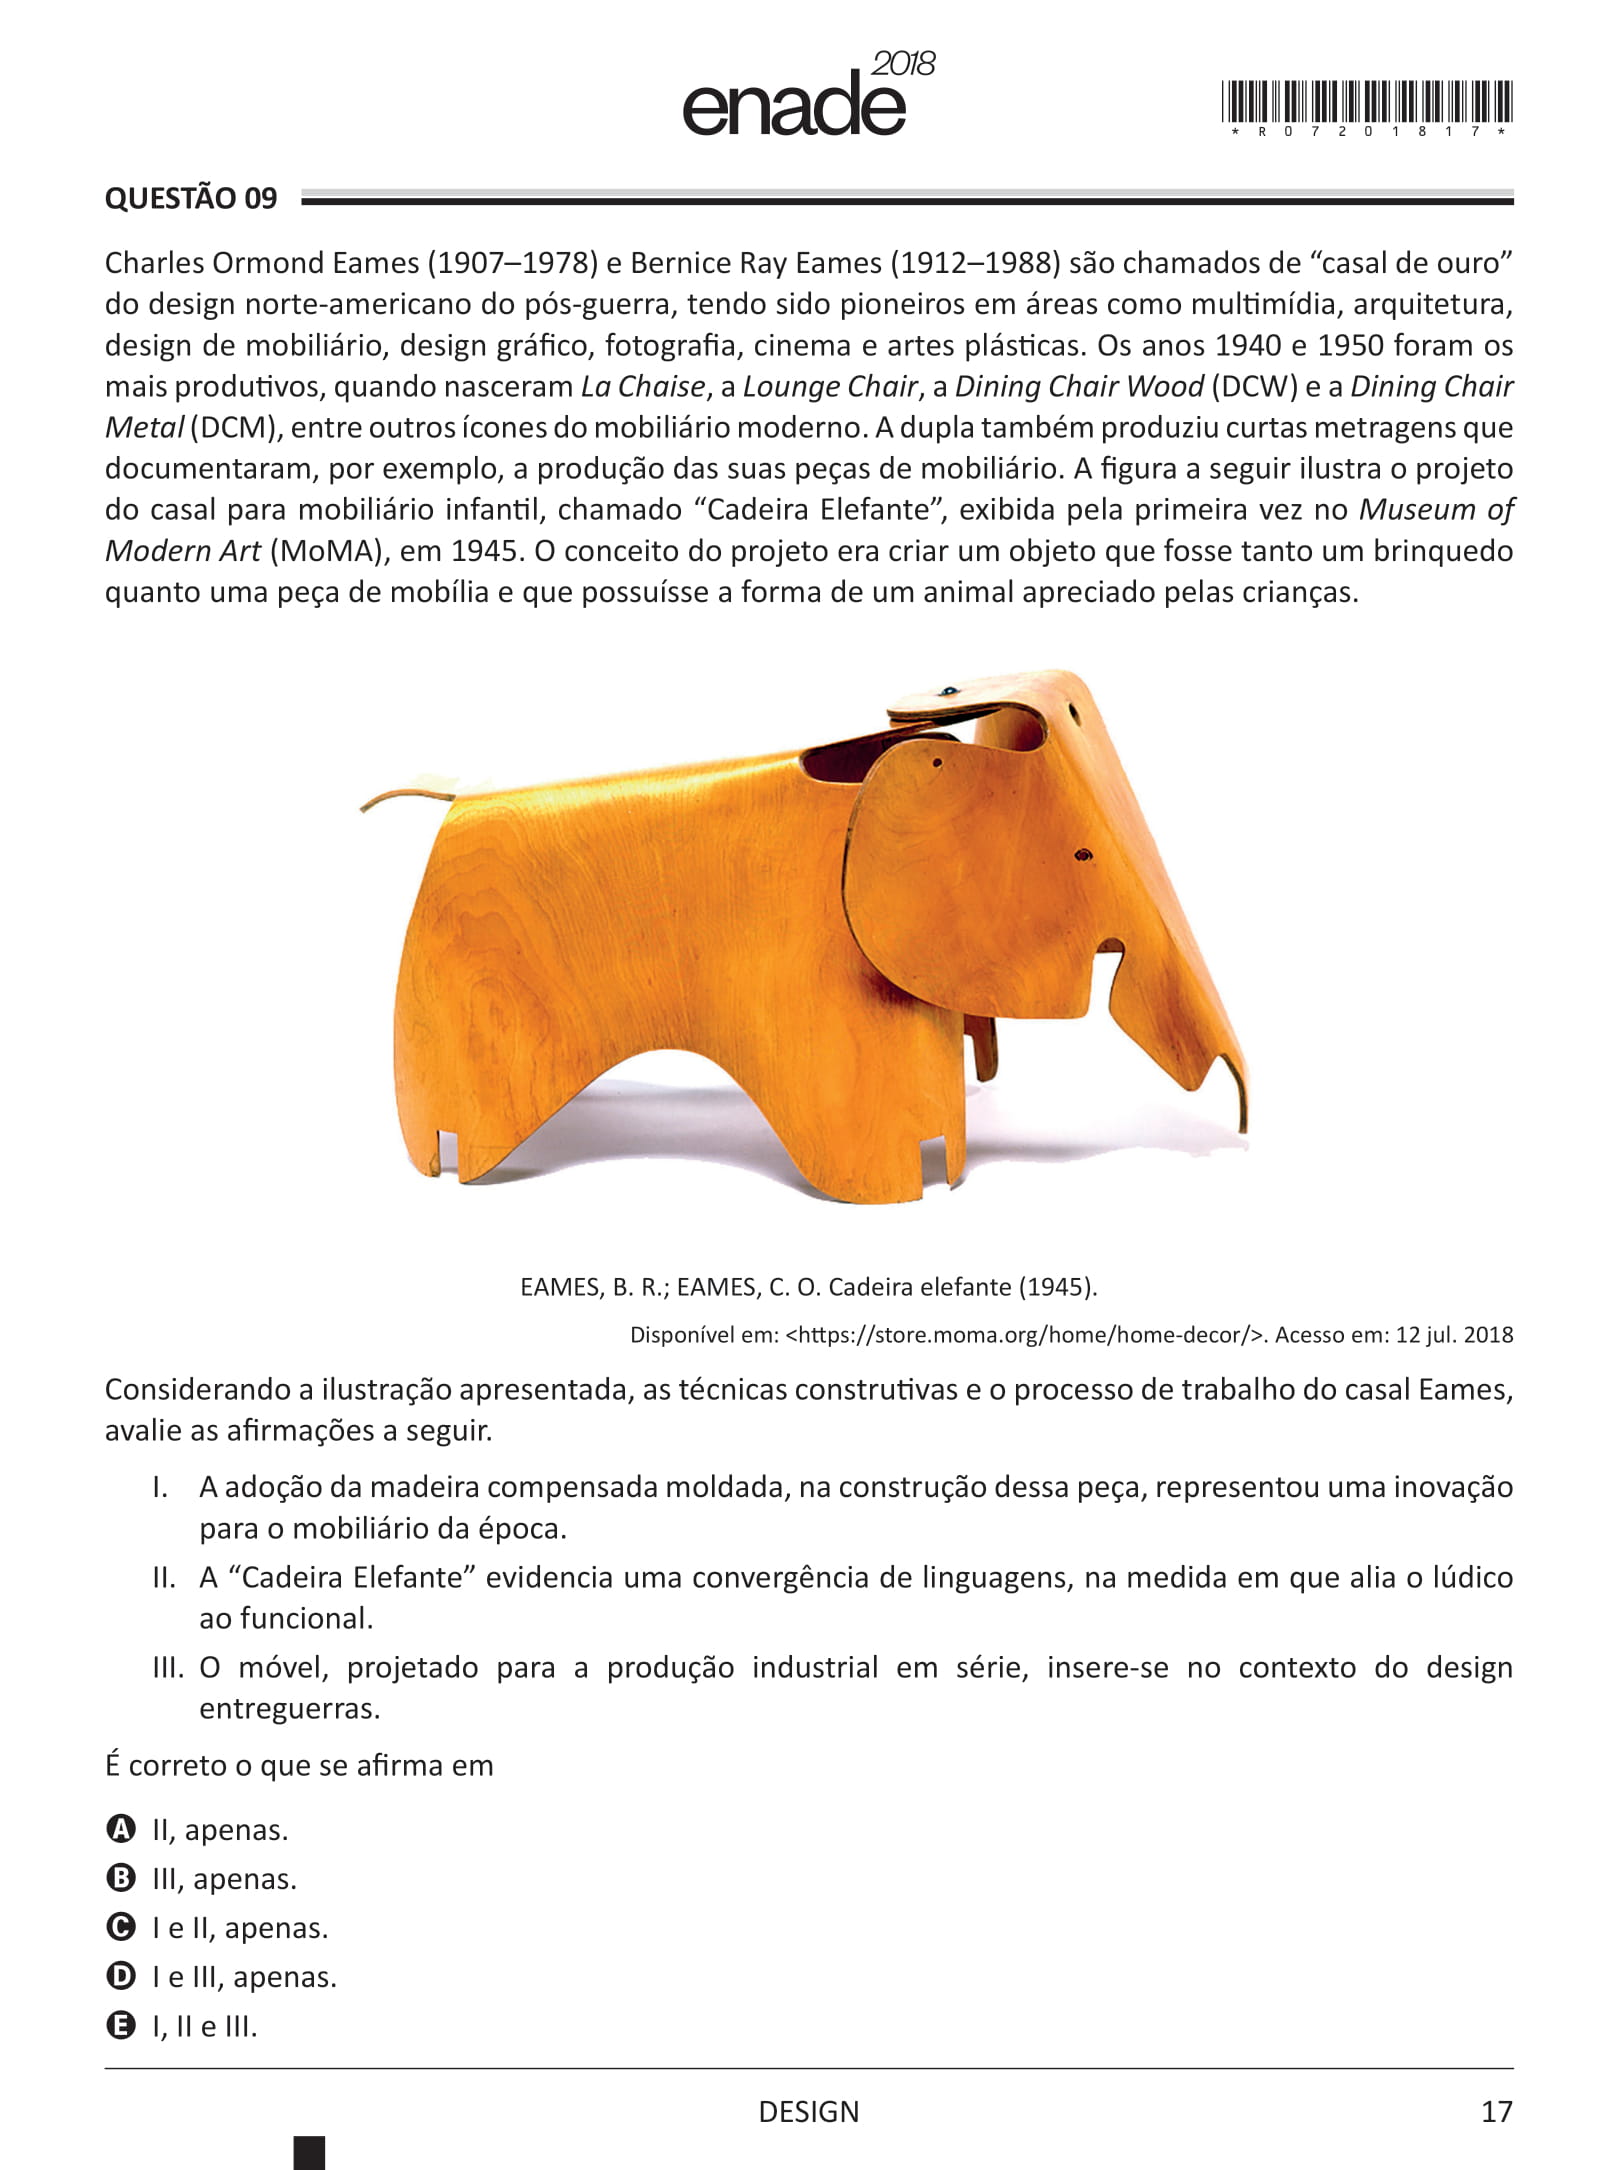 enade 2018
*R07201817*
QUESTÃO 09
Charles Ormond Eames (1907–1978) e Bernice Ray Eames (1912–1988) são chamados de “casal de ouro”
do design norte-americano do pós-guerra, tendo sido pioneiros em áreas como multimídia, arquitetura,
design de mobiliário, design gráfico, fotografia, cinema e artes plásticas. Os anos 1940 e 1950 foram os
mais produtivos, quando nasceram La Chaise, a Lounge Chair, a Dining Chair Wood (DCW) e a Dining Chair
Metal (DCM), entre outros ícones do mobiliário moderno. A dupla também produziu curtas metragens que
documentaram, por exemplo, a produção das suas peças de mobiliário. A figura a seguir ilustra o projeto
do casal para mobiliário infantil, chamado “Cadeira Elefante”, exibida pela primeira vez no Museum of
Modern Art (MoMA), em 1945. O conceito do projeto era criar um objeto que fosse tanto um brinquedo
quanto uma peça de mobília e que possuísse a forma de um animal apreciado pelas crianças.
EAMES, B. R.; EAMES, C. O. Cadeira elefante (1945).
Disponível em: <https://store.moma.org/home/home-decor/>. Acesso em: 12 jul. 2018
Considerando a ilustração apresentada, as técnicas construtivas e o processo de trabalho do casal Eames,
avalie as afirmações a seguir.
I. A adoção da madeira compensada moldada, na construção dessa peça, representou uma inovação
para o mobiliário da época.
II. A “Cadeira Elefante” evidencia uma convergência de linguagens, na medida em que alia o lúdico
ao funcional.
III. O móvel, projetado para a produção industrial em série, insere-se no contexto do design
entreguerras.
É correto o que se afirma em
A II, apenas.
B III, apenas.
C I e II, apenas.
D I e III, apenas.
E I, II e III.
DESIGN
17